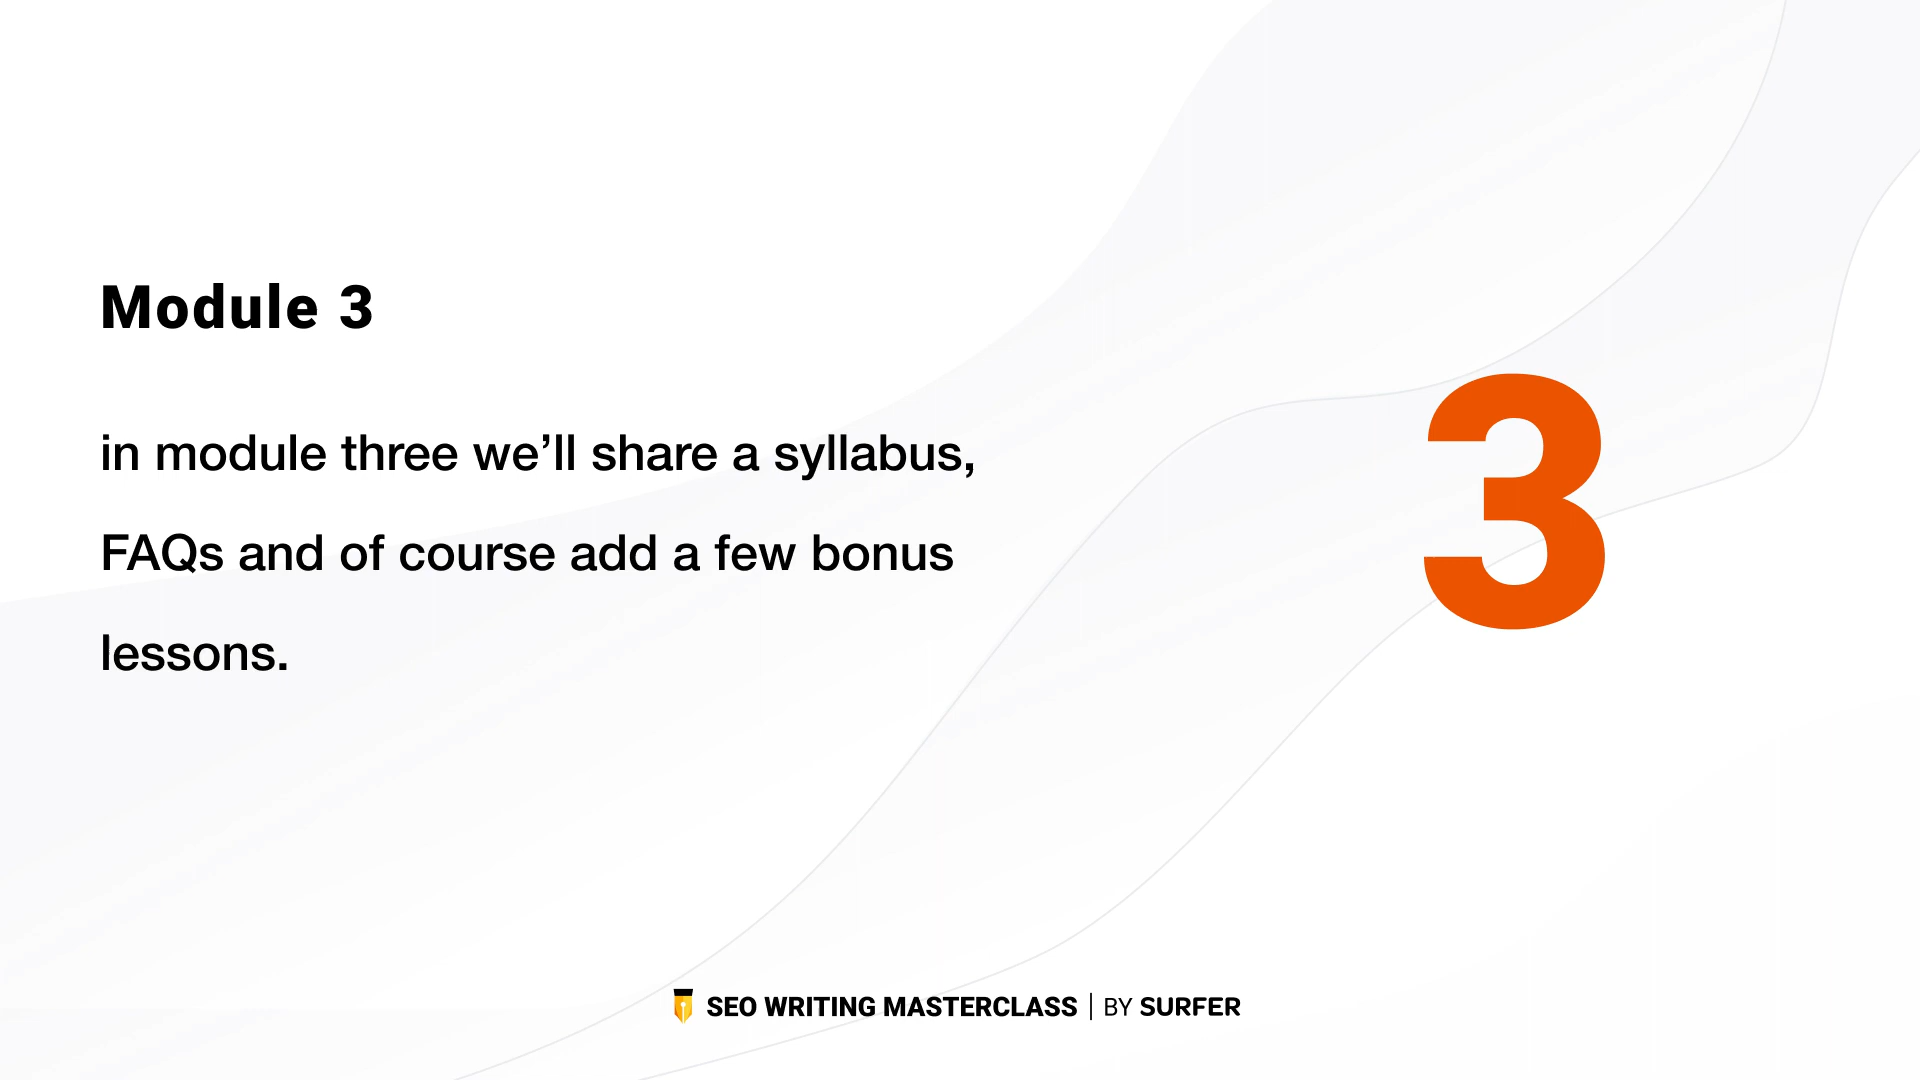 Module 3
in module three we’ll share a syllabus,
FAQs and of course add a few bonus
lessons.
3
SEO WRITING MASTERCLASS | BY SURFER